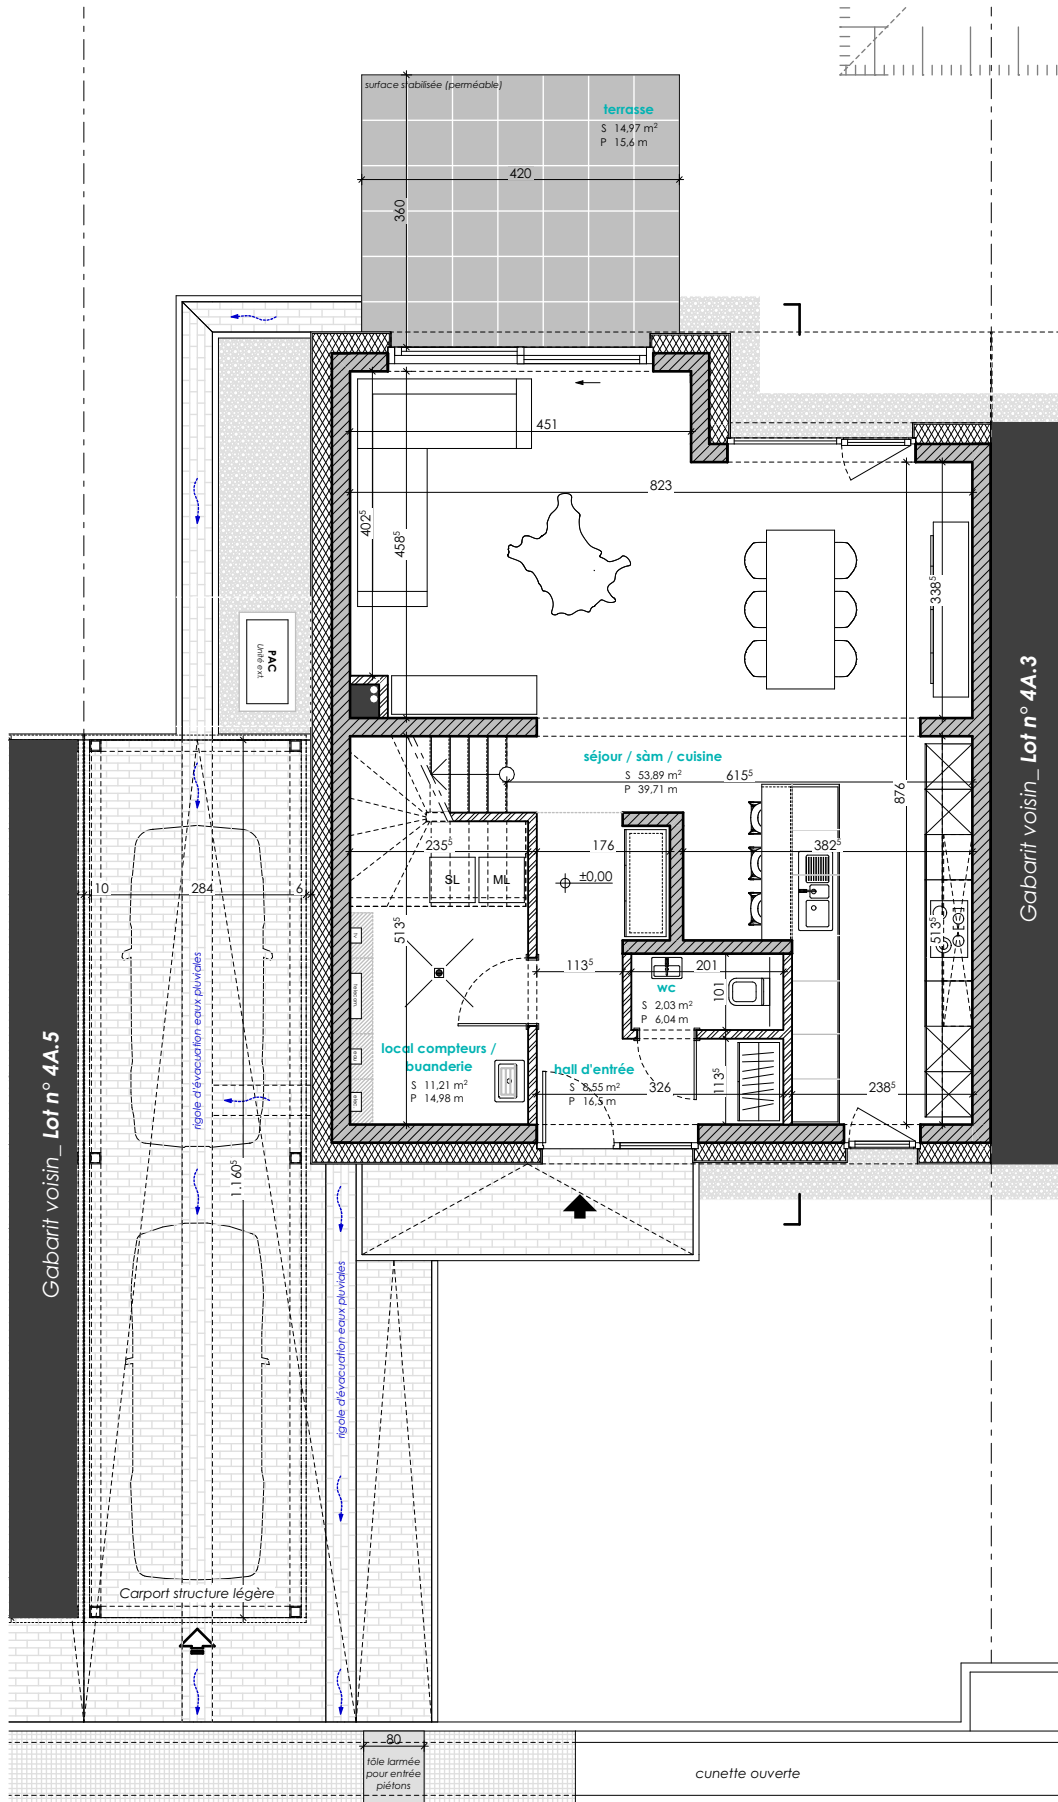 surface stabilisée (perméable)
terrasse
S 14,97 m²
P 15,6 m
420
360
451
823
402⁵
458⁵
338⁵
PAC
Unité ext.
séjour / sàm / cuisine
S 53,89 m²
P 39,71 m
615⁵
876
235⁵
176
382⁵
SL
ML
±0,00
10
284
6
513⁵
513⁵
113⁵
201
101
wc
S 2,03 m²
P 6,04 m
local compteurs /
buanderie
S 11,21 m²
P 14,98 m
hall d'entrée
S 8,55 m²
P 16,5 m
326
113⁵
238⁵
Gabarit voisin_ Lot n° 4A.3
Gabarit voisin_ Lot n° 4A.5
rigole d'évacuation eaux pluviales
1.160⁵
rigole d'évacuation eaux pluviales
Carport structure légère
80
tôle larmée
pour entrée
piétons
cunette ouverte